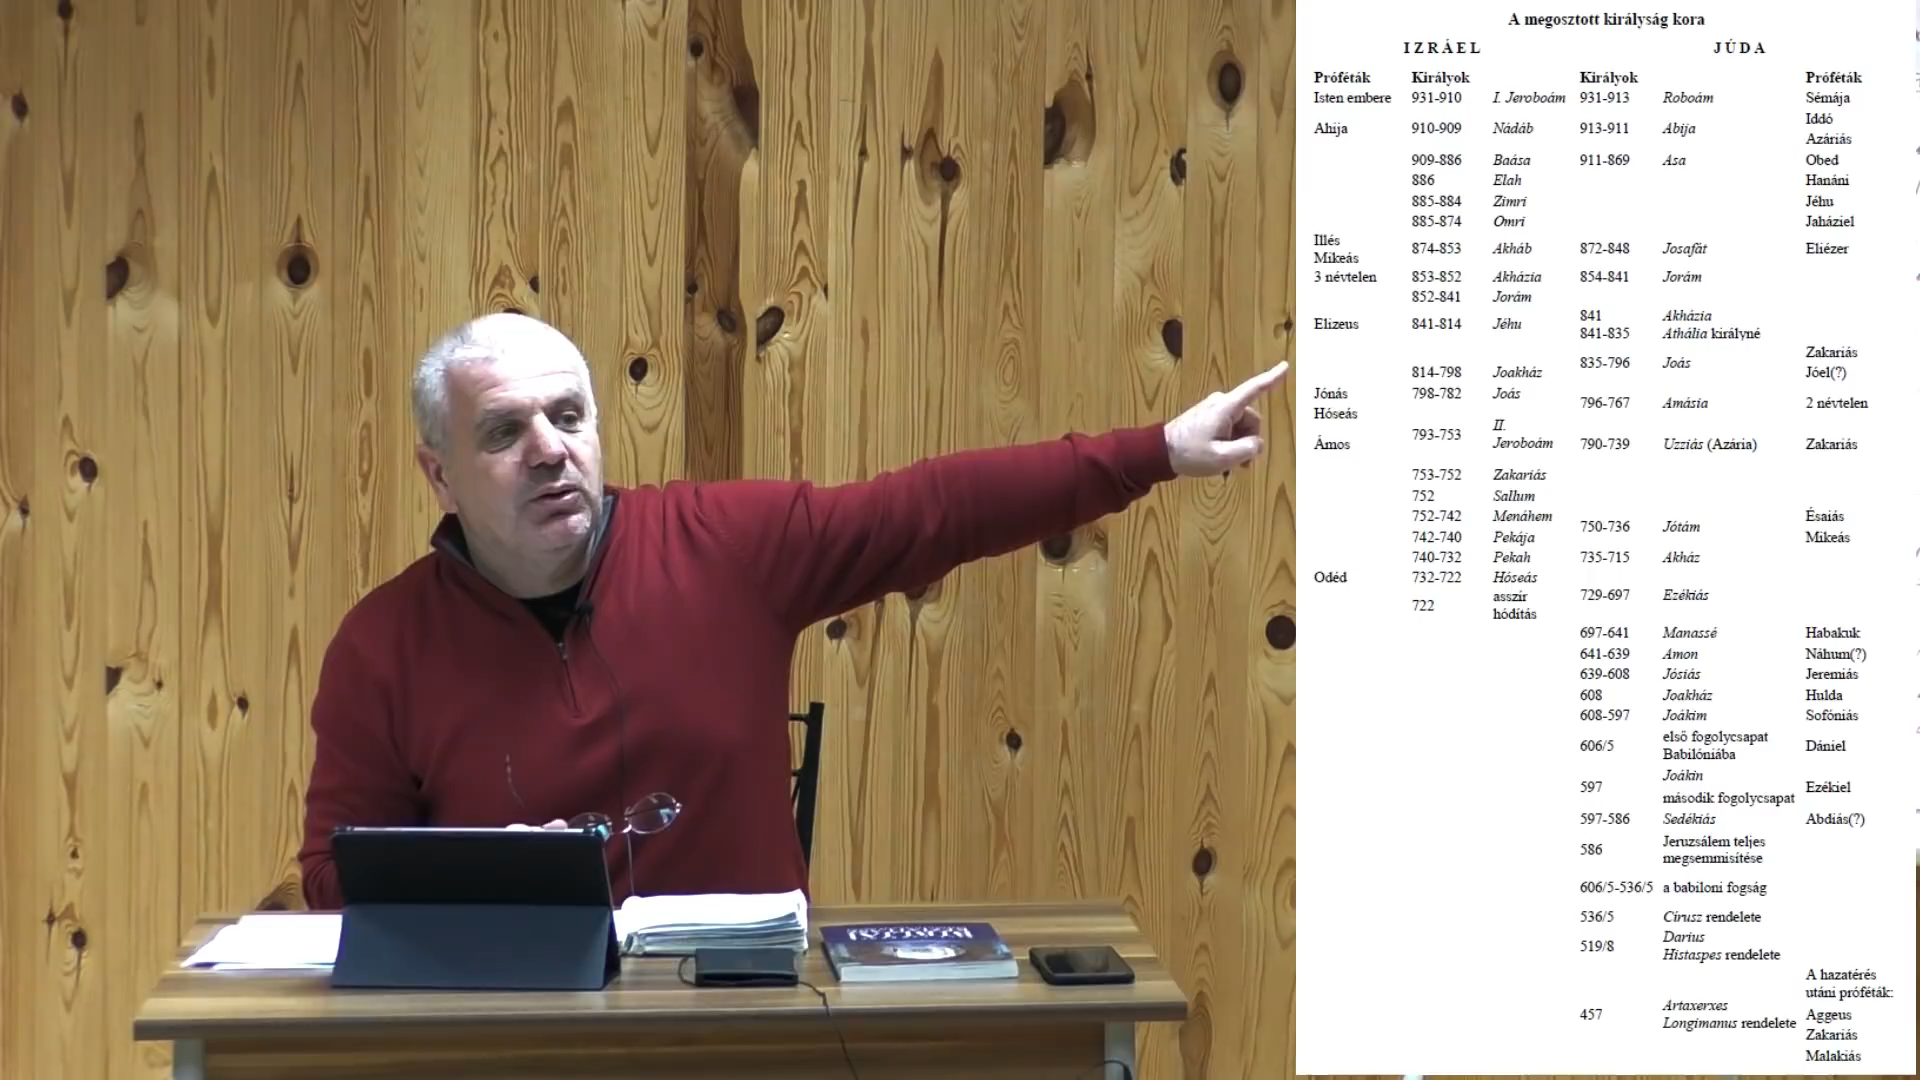 A megosztott királyság kora
IZRÁEL JÚDA
Próféták Királyok Királyok Próféták
Isten embere 931-910 I. Jeroboám 931-913 Roboám Sémája
Iddó
Ahija 910-909 Nádáb 913-911 Abija
Azáriás
909-886 Baása 911-869 Asa Obed
886 Elah Hanáni
885-884 Zimri Jéhu
885-874 Omri Jaháziel
Illés
874-853 Akháb 872-848 Josafát Eliézer
Mikeás
3 névtelen 853-852 Akházia 854-841 Jorám
852-841 Jorám
841 Akházia
Elizeus 841-814 Jéhu
841-835 Athália királyné
Zakariás
835-796 Joás
814-798 Joakház Jóel(?)
Jónás 798-782 Joás
796-767 Amásia 2 névtelen
Hóseás
II.
793-753
Ámos Jeroboám 790-739 Uzziás (Azária) Zakariás
753-752 Zakariás
752 Sallum
752-742 Menáhem Ésaiás
750-736 Jótám
742-740 Pekája Mikeás
740-732 Pekah 735-715 Akház
Odéd 732-722 Hóseás
729-697 Ezékiás
asszír
722
hódítás
697-641 Manassé Habakuk
641-639 Amon Náhum(?)
639-608 Jósiás Jeremiás
608 Joakház Hulda
608-597 Joákim Sofóniás
első fogolycsapat
606/5 Dániel
Babilóniába
Joákin
597 Ezékiel
második fogolycsapat
597-586 Sedékiás Abdiás(?)
Jeruzsálem teljes
586
megsemmisítése
606/5-536/5 a babiloni fogság
536/5 Círusz rendelete
Darius
519/8
Histaspes rendelete
A hazatérés
utáni próféták:
Artaxerxes
457 Aggeus
Longimanus rendelete
Zakariás
Malakiás